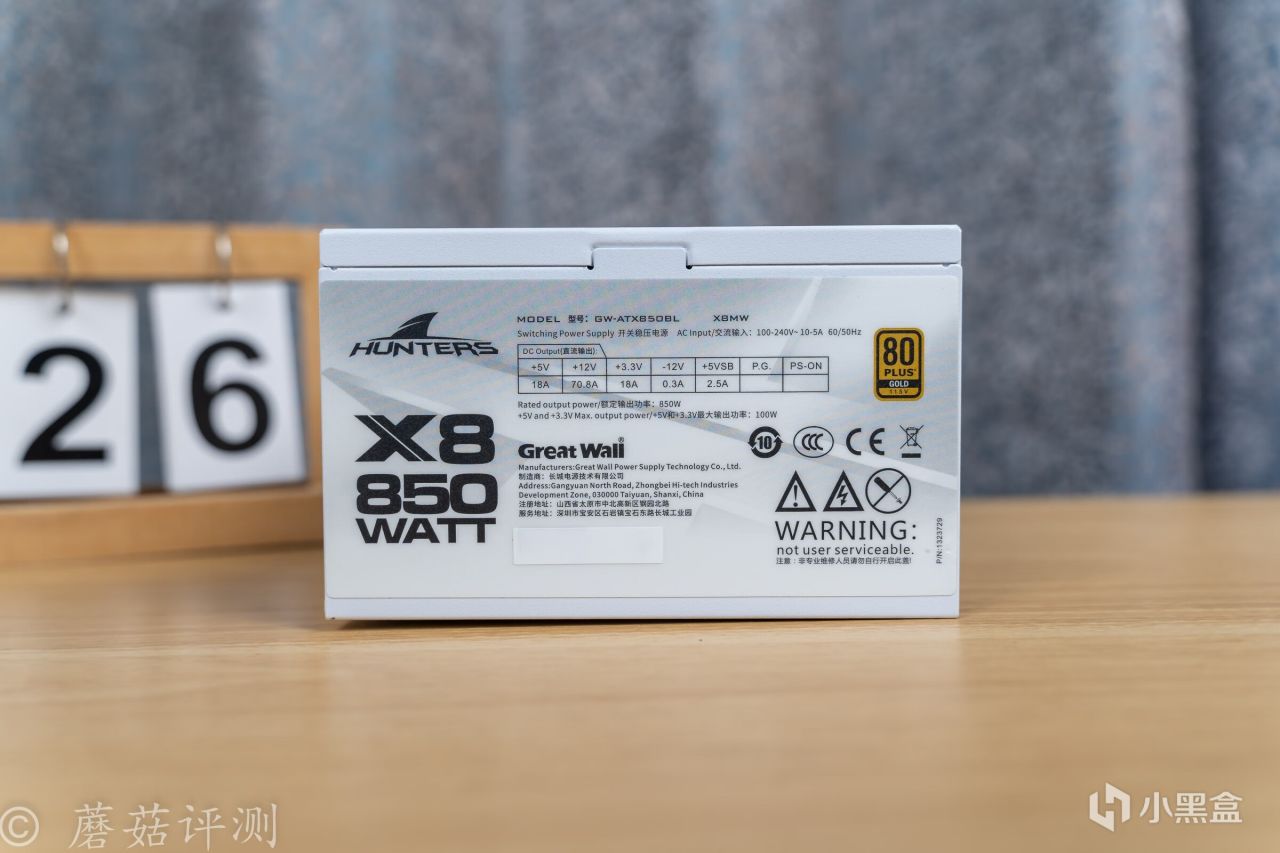 26
HUNTERS
X8
850
WATT
MODEL 型号: GW-ATX850BL X8MW
Switching Power Supply 开关稳压电源 AC Input/交流输入: 100-240V~ 10-5A 60/50Hz
DC Output(直流输出):
+5V +12V +3.3V -12V +5VSB P.G. PS-ON
18A 70.8A 18A 0.3A 2.5A
Rated output power/额定输出功率: 850W
+5V and +3.3V Max. output power/+5V和+3.3V最大输出功率: 100W
80
PLUS
GOLD
115V
Great Wall®
Manufacturers:Great Wall Power Supply Technology Co., Ltd.
制造商: 长城电源技术有限公司
Address:Gangyuan North Road, Zhongbei Hi-tech Industries
Development Zone, 030000 Taiyuan, Shanxi, China
注册地址: 山西省太原市中北高新区钢园北路
服务地址: 深圳市宝安区石岩镇宝石东路长城工业园
10
CCC
CE
WARNING:
not user serviceable.
注意: 非专业维修人员请勿自行开启此盖!
P/N:1323729
© 蘑菇评测
小黑盒